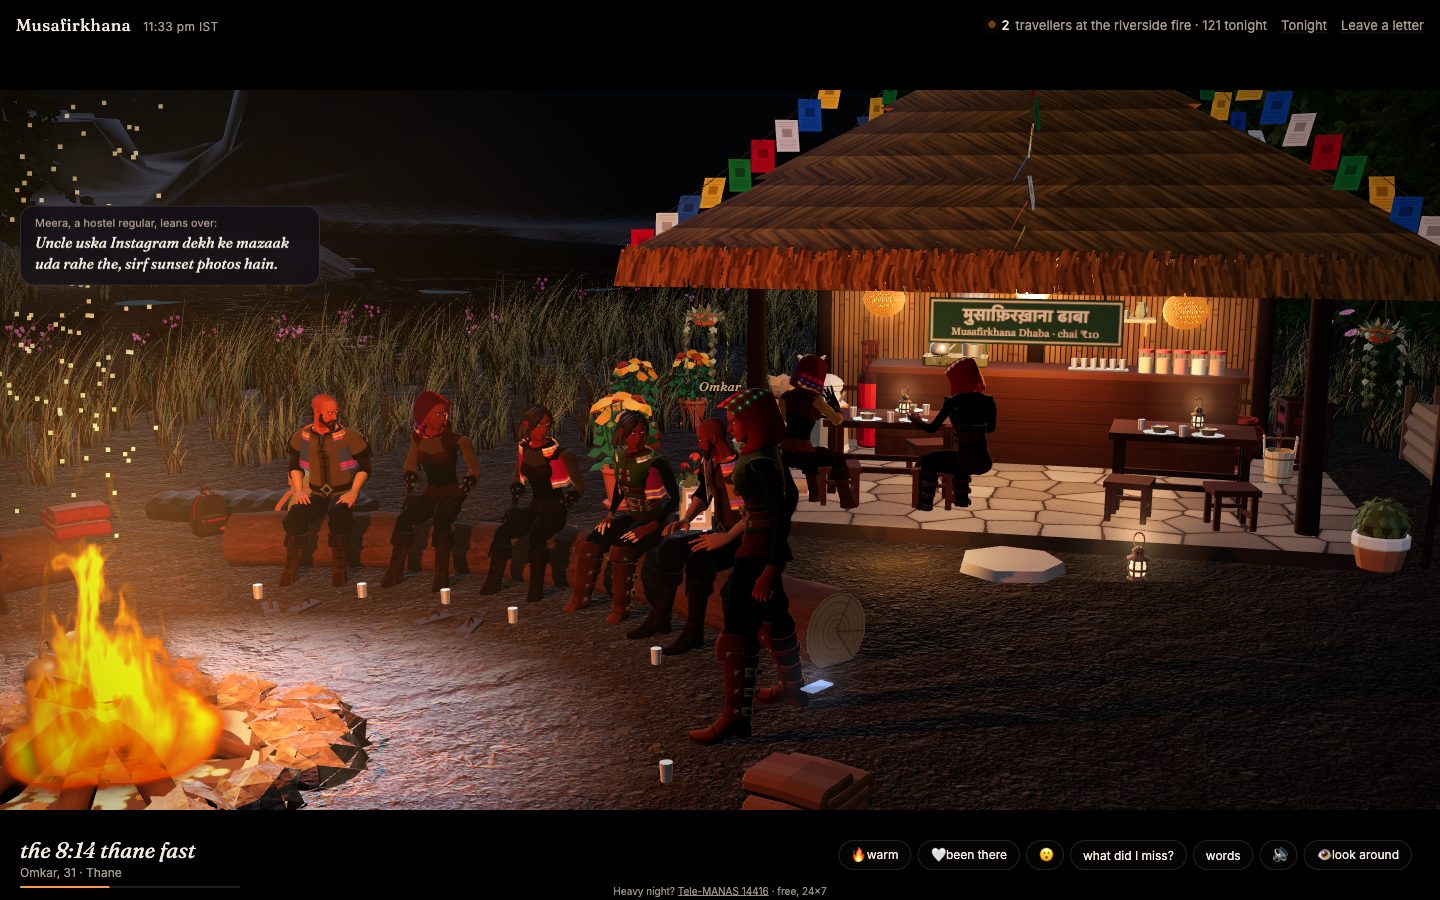 Musafirkhana 11:33 pm IST
2 travellers at the riverside fire · 121 tonight Tonight Leave a letter
Meera, a hostel regular, leans over:
Uncle uska Instagram dekh ke mazaak
uda rahe the, sirf sunset photos hain.
मुसाफ़िरख़ाना ढाबा
Musafirkhana Dhaba · chai ₹10
Omkar
the 8:14 thane fast
Omkar, 31 · Thane
🔥warm 🤍been there 😮 what did I miss? words 🔊 👁️look around
Heavy night? Tele-MANAS 14416 · free, 24×7